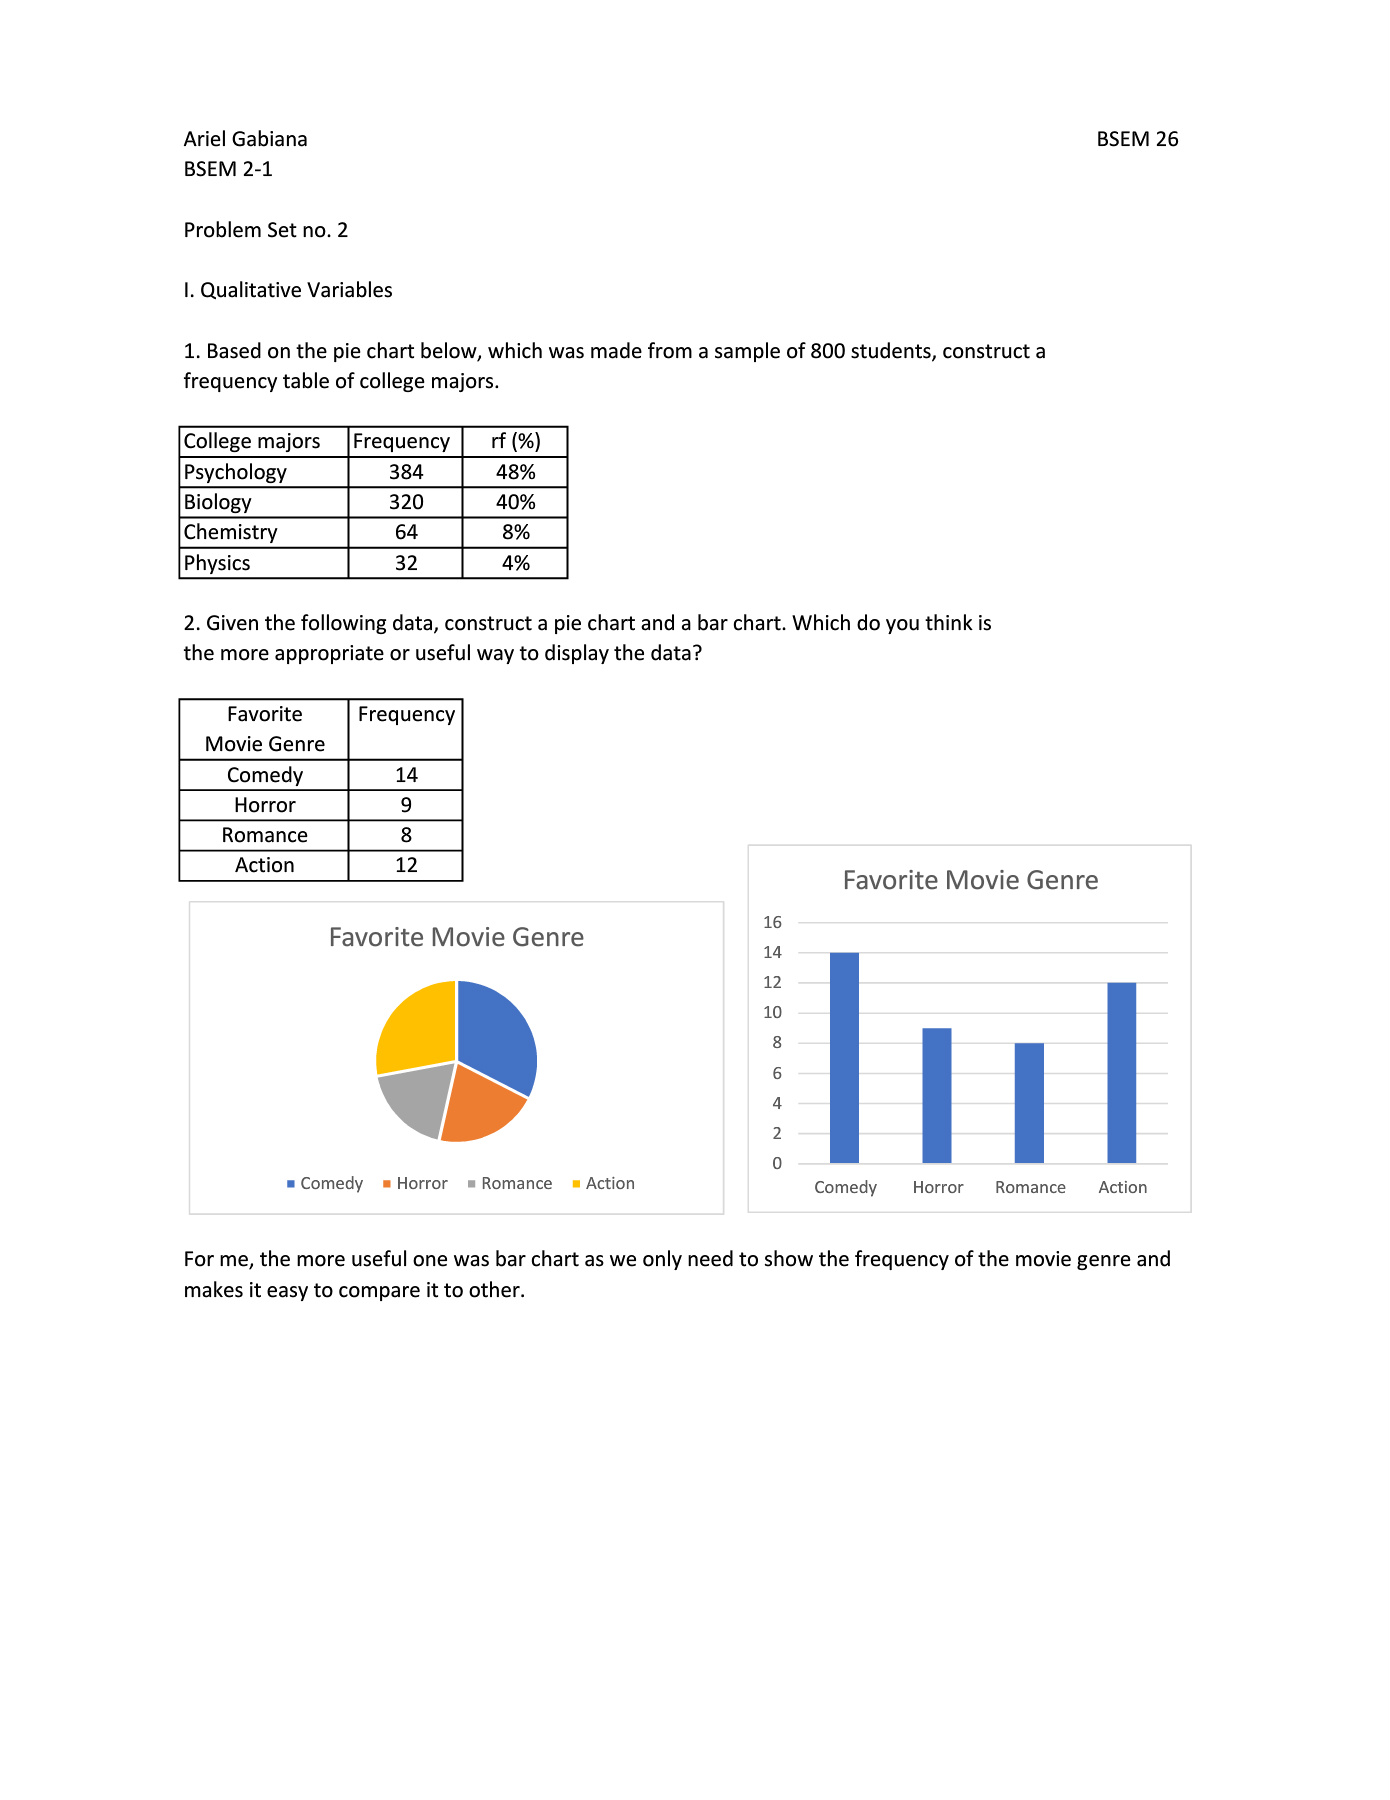 Ariel Gabiana BSEM 26
BSEM 2-1
Problem Set no. 2
I. Qualitative Variables
1. Based on the pie chart below, which was made from a sample of 800 students, construct a
frequency table of college majors.
College majors Frequency rf (%)
Psychology 384 48%
Biology 320 40%
Chemistry 64 8%
Physics 32 4%
2. Given the following data, construct a pie chart and a bar chart. Which do you think is
the more appropriate or useful way to display the data?
Favorite Frequency
Movie Genre
Comedy 14
Horror 9
Romance 8
Action 12
Favorite Movie Genre
Comedy Horror Romance Action
Favorite Movie Genre
16
14
12
10
8
6
4
2
0
Comedy Horror Romance Action
For me, the more useful one was bar chart as we only need to show the frequency of the movie genre and
makes it easy to compare it to other.